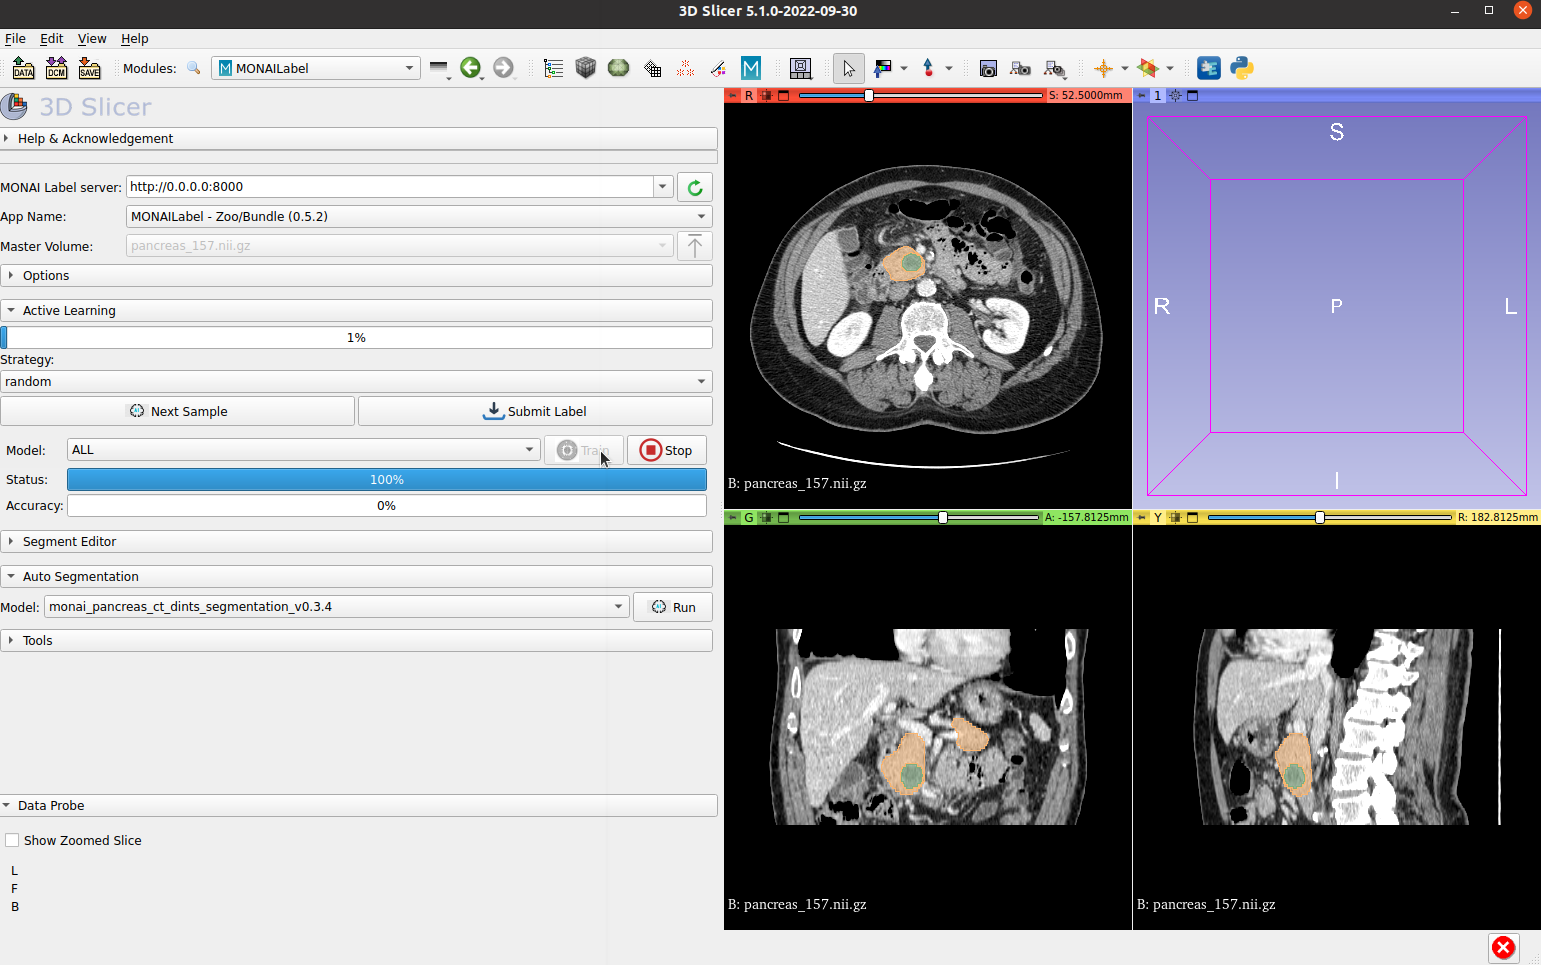 3D Slicer 5.1.0-2022-09-30
File Edit View Help
DATA DCM SAVE Modules: MONAILabel M
3D Slicer
Help & Acknowledgement
MONAI Label server: http://0.0.0.0:8000
App Name: MONAILabel - Zoo/Bundle (0.5.2)
Master Volume: pancreas_157.nii.gz
Options
Active Learning
1%
Strategy:
random
Next Sample Submit Label
Model: ALL Train Stop
Status: 100%
Accuracy: 0%
Segment Editor
Auto Segmentation
Model: monai_pancreas_ct_dints_segmentation_v0.3.4 Run
Tools
Data Probe
Show Zoomed Slice
L
F
B
R S: 52.5000mm
B: pancreas_157.nii.gz
1
S
R P L
I
G A: -157.8125mm
B: pancreas_157.nii.gz
Y R: 182.8125mm
B: pancreas_157.nii.gz